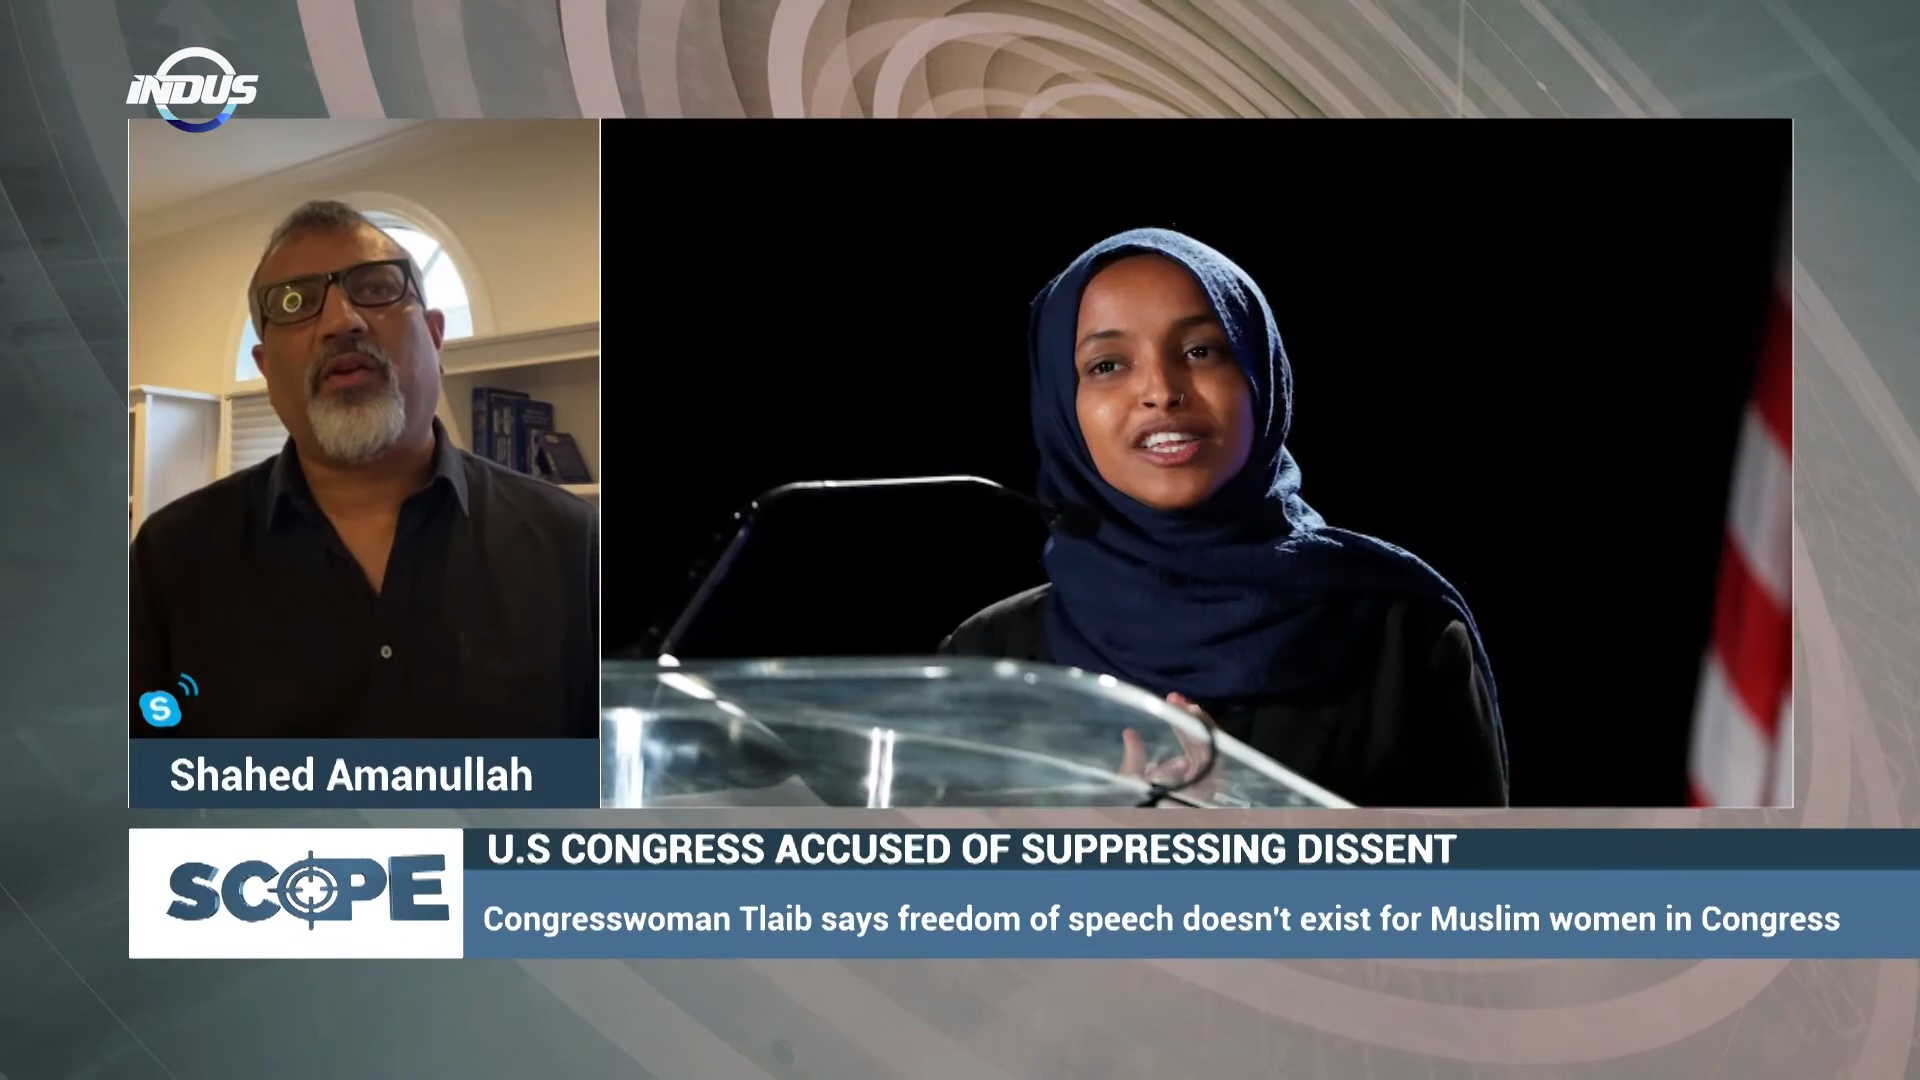 INDUS
S
Shahed Amanullah
SCOPE
U.S CONGRESS ACCUSED OF SUPPRESSING DISSENT
Congresswoman Tlaib says freedom of speech doesn't exist for Muslim women in Congress